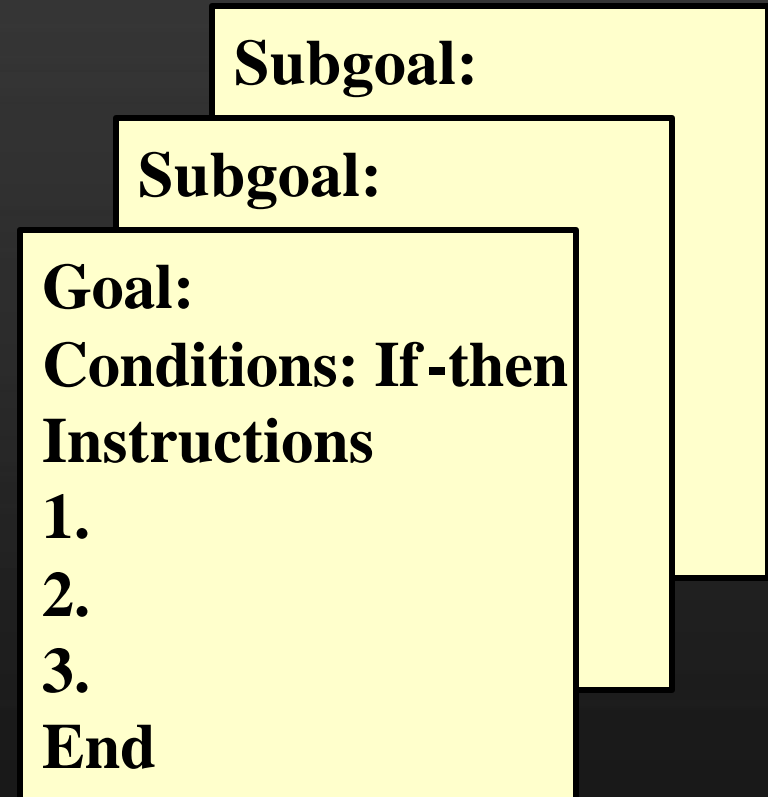 Subgoal:
Subgoal:
Goal:
Conditions: If-then
Instructions
1.
2.
3.
End